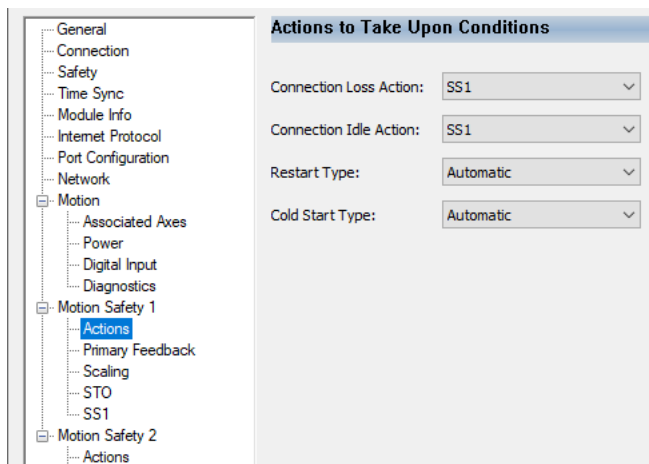 General
Connection
Safety
Time Sync
Module Info
Internet Protocol
Port Configuration
Network
Motion
Associated Axes
Power
Digital Input
Diagnostics
Motion Safety 1
Actions
Primary Feedback
Scaling
STO
SS1
Motion Safety 2
Actions
Actions to Take Upon Conditions
Connection Loss Action: SS1
Connection Idle Action: SS1
Restart Type: Automatic
Cold Start Type: Automatic